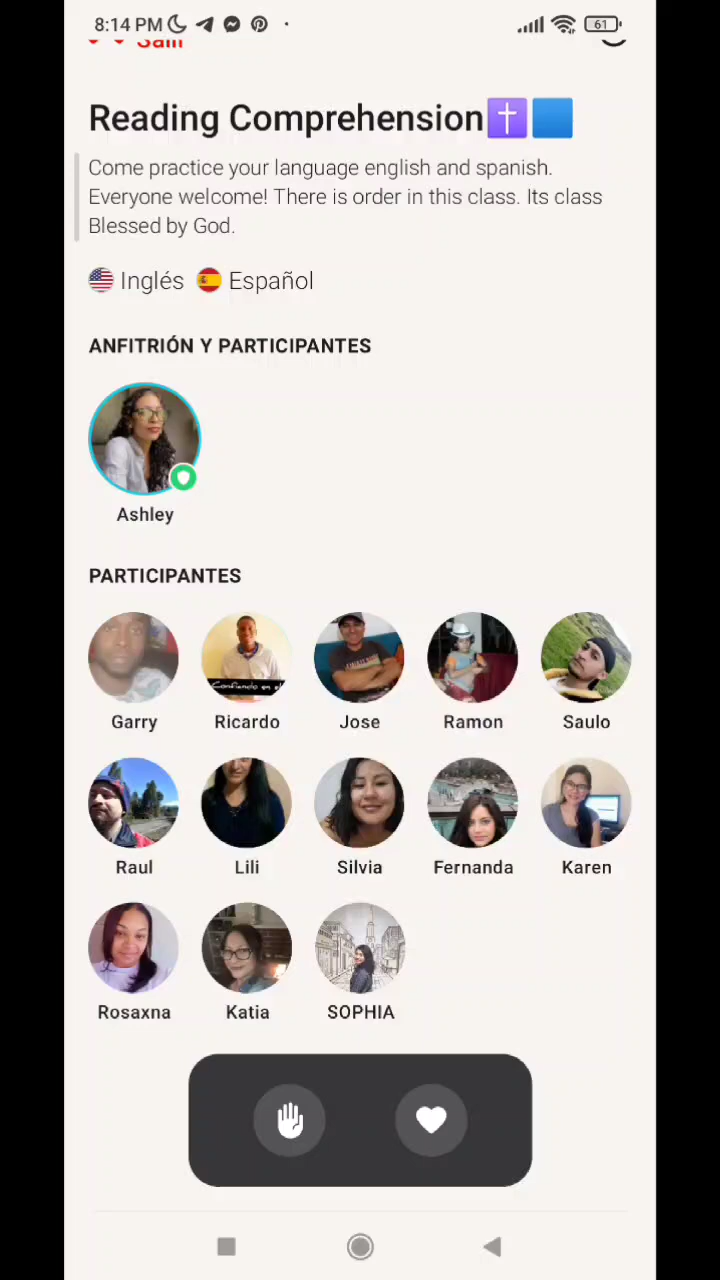 8:14 PM
61
Reading Comprehension✝️🟦
Come practice your language english and spanish.
Everyone welcome! There is order in this class. Its class
Blessed by God.
Inglés Español
ANFITRIÓN Y PARTICIPANTES
Ashley
PARTICIPANTES
Garry Ricardo Jose Ramon Saulo
Raul Lili Silvia Fernanda Karen
Rosaxna Katia SOPHIA